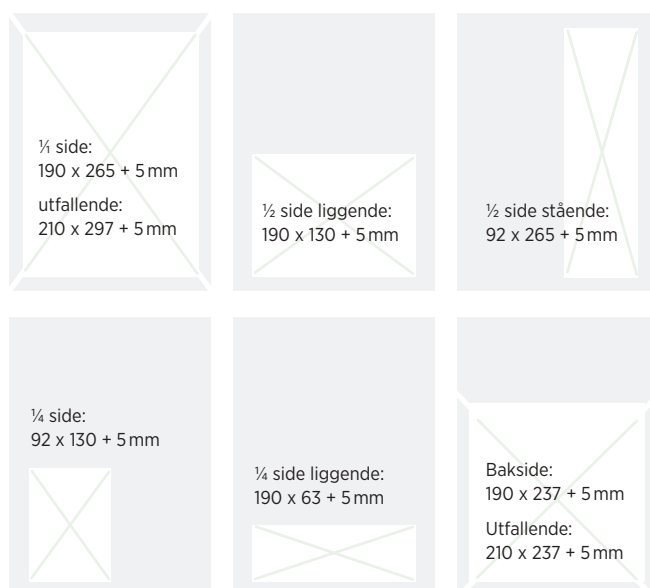 ¹⁄₁ side:
190 x 265 + 5 mm
utfallende:
210 x 297 + 5 mm
½ side liggende:
190 x 130 + 5 mm
½ side stående:
92 x 265 + 5 mm
¼ side:
92 x 130 + 5 mm
¼ side liggende:
190 x 63 + 5 mm
Bakside:
190 x 237 + 5 mm
Utfallende:
210 x 237 + 5 mm